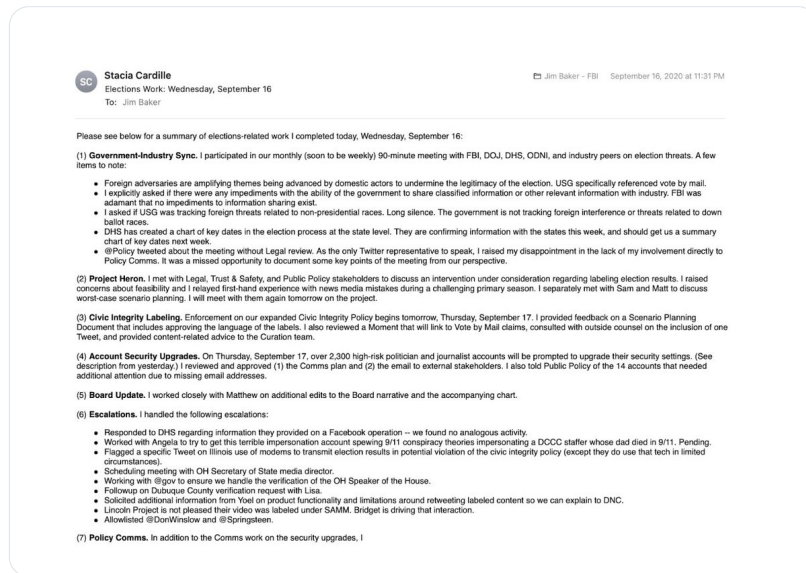 SC
Stacia Cardille
Jim Baker - FBI September 16, 2020 at 11:31 PM
Elections Work: Wednesday, September 16
To: Jim Baker
Please see below for a summary of elections-related work I completed today, Wednesday, September 16:
(1) Government-Industry Sync. I participated in our monthly (soon to be weekly) 90-minute meeting with FBI, DOJ, DHS, ODNI, and industry peers on election threats. A few
items to note:
• Foreign adversaries are amplifying themes being advanced by domestic actors to undermine the legitimacy of the election. USG specifically referenced vote by mail.
• I explicitly asked if there were any impediments with the ability of the government to share classified information or other relevant information with industry. FBI was
adamant that no impediments to information sharing exist.
• I asked if USG was tracking foreign threats related to non-presidential races. Long silence. The government is not tracking foreign interference or threats related to down
ballot races.
• DHS has created a chart of key dates in the election process at the state level. They are confirming information with the states this week, and should get us a summary
chart of key dates next week.
• @Policy tweeted about the meeting without Legal review. As the only Twitter representative to speak, I raised my disappointment in the lack of my involvement directly to
Policy Comms. It was a missed opportunity to document some key points of the meeting from our perspective.
(2) Project Heron. I met with Legal, Trust & Safety, and Public Policy stakeholders to discuss an intervention under consideration regarding labeling election results. I raised
concerns about feasibility and I relayed first-hand experience with news media mistakes during a challenging primary season. I separately met with Sam and Matt to discuss
worst-case scenario planning. I will meet with them again tomorrow on the project.
(3) Civic Integrity Labeling. Enforcement on our expanded Civic Integrity Policy begins tomorrow, Thursday, September 17. I provided feedback on a Scenario Planning
Document that includes approving the language of the labels. I also reviewed a Moment that will link to Vote by Mail claims, consulted with outside counsel on the inclusion of one
Tweet, and provided content-related advice to the Curation team.
(4) Account Security Upgrades. On Thursday, September 17, over 2,300 high-risk politician and journalist accounts will be prompted to upgrade their security settings. (See
description from yesterday.) I reviewed and approved (1) the Comms plan and (2) the email to external stakeholders. I also told Public Policy of the 14 accounts that needed
additional attention due to missing email addresses.
(5) Board Update. I worked closely with Matthew on additional edits to the Board narrative and the accompanying chart.
(6) Escalations. I handled the following escalations:
• Responded to DHS regarding information they provided on a Facebook operation -- we found no analogous activity.
• Worked with Angela to try to get this terrible impersonation account spewing 9/11 conspiracy theories impersonating a DCCC staffer whose dad died in 9/11. Pending.
• Flagged a specific Tweet on Illinois use of modems to transmit election results in potential violation of the civic integrity policy (except they do use that tech in limited
circumstances).
• Scheduling meeting with OH Secretary of State media director.
• Working with @gov to ensure we handle the verification of the OH Speaker of the House.
• Followup on Dubuque County verification request with Lisa.
• Solicited additional information from Yoel on product functionality and limitations around retweeting labeled content so we can explain to DNC.
• Lincoln Project is not pleased their video was labeled under SAMM. Bridget is driving that interaction.
• Allowlisted @DonWinslow and @Springsteen.
(7) Policy Comms. In addition to the Comms work on the security upgrades, I